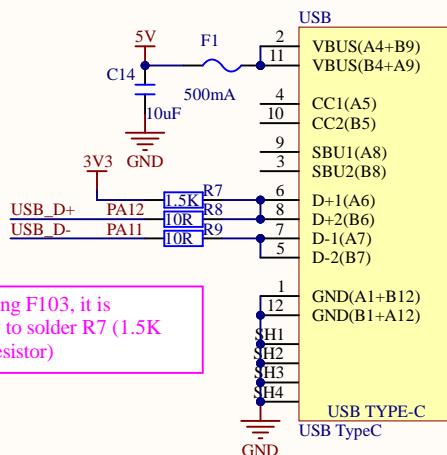 USB
5V
F1
2 VBUS(A4+B9)
11 VBUS(B4+A9)
C14
500mA
10uF
GND
4 CC1(A5)
10 CC2(B5)
9 SBU1(A8)
3 SBU2(B8)
3V3
1.5K R7 6 D+1(A6)
USB_D+ PA12 10R R8 8 D+2(B6)
USB_D- PA11 10R R9 7 D-1(A7)
5 D-2(B7)
1 GND(A1+B12)
12 GND(B1+A12)
ng F103, it is
to solder R7 (1.5K
esistor)
SH1
SH2
SH3
SH4
USB TYPE-C
USB TypeC
GND